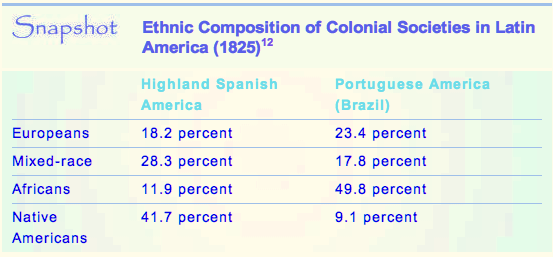 Snapshot
Ethnic Composition of Colonial Societies in Latin
America (1825)12
Highland Spanish America
Portuguese America (Brazil)
Europeans 18.2 percent 23.4 percent
Mixed-race 28.3 percent 17.8 percent
Africans 11.9 percent 49.8 percent
Native Americans 41.7 percent 9.1 percent